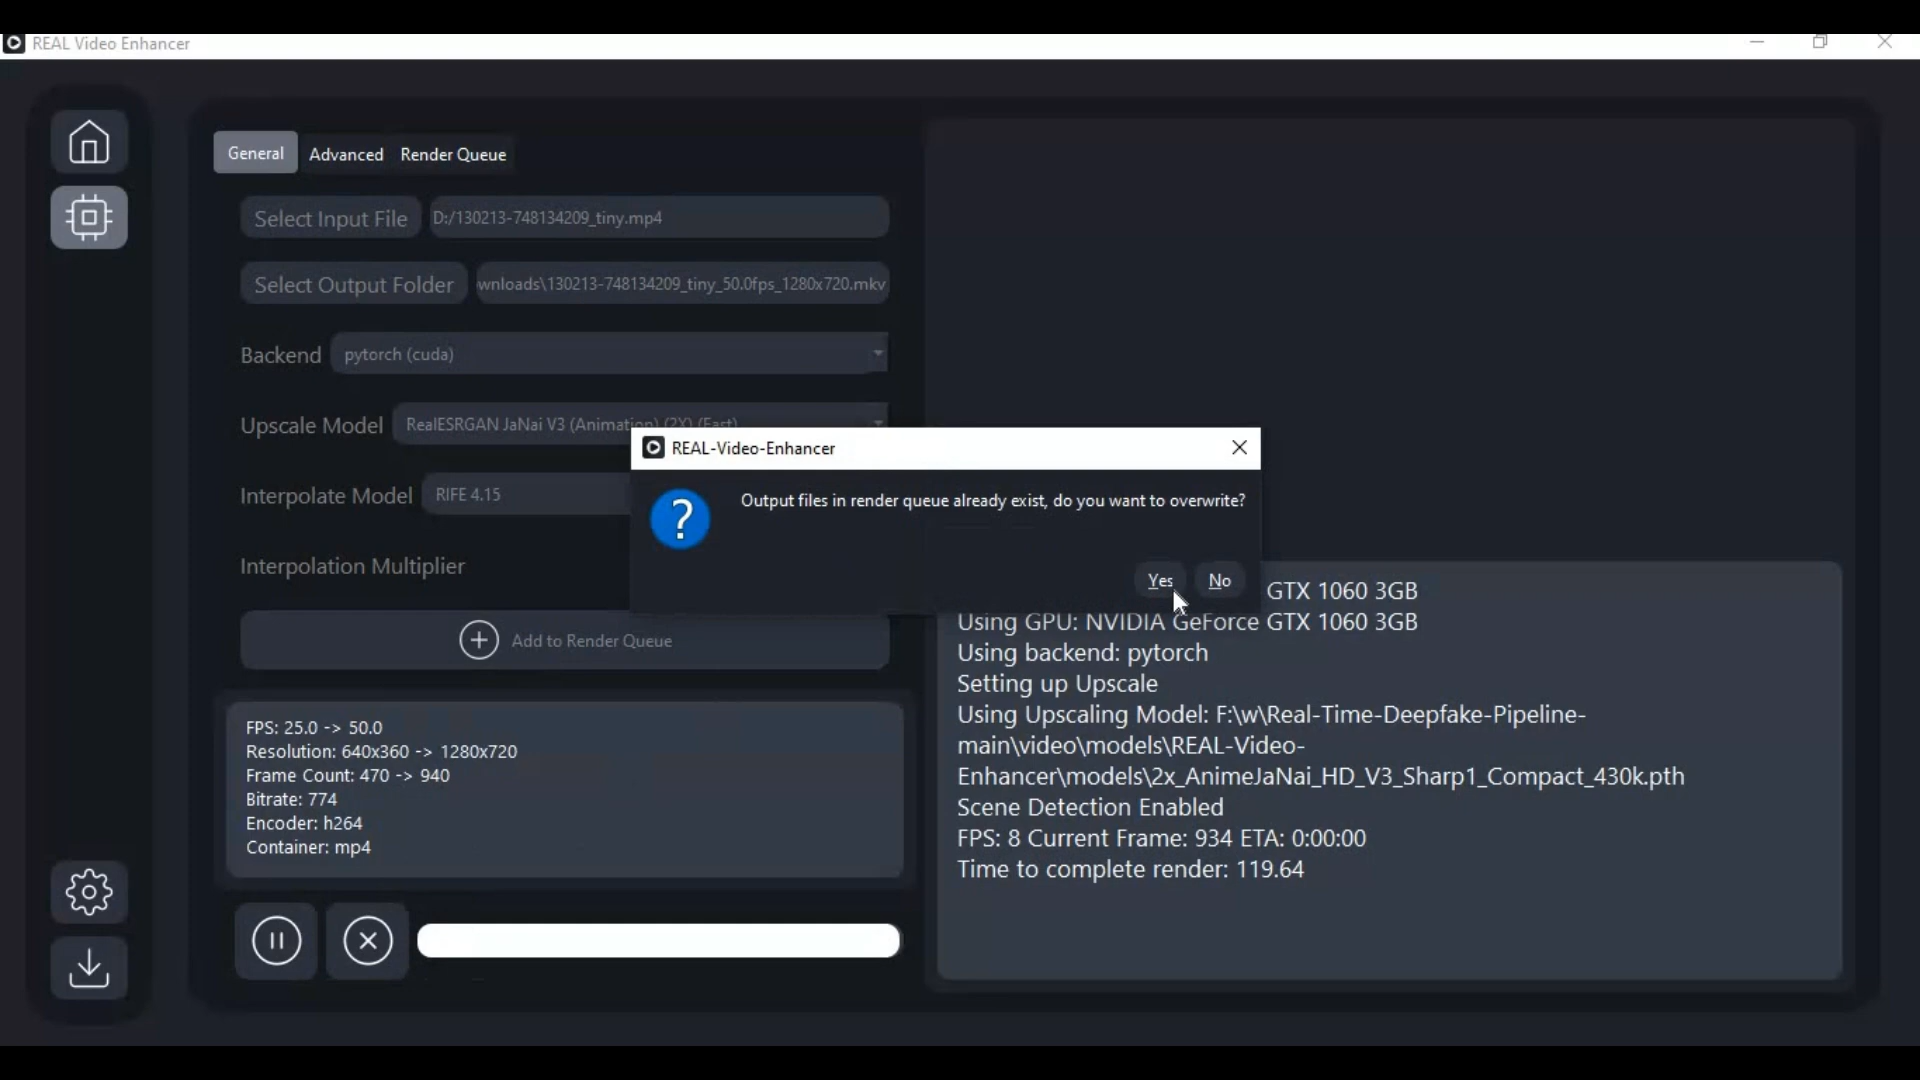 REAL Video Enhancer
General
Advanced
Render Queue
Select Input File
D:/130213-748134209_tiny.mp4
Select Output Folder
wnloads\130213-748134209_tiny_50.0fps_1280x720.mkv
Backend
pytorch (cuda)
Upscale Model
RealESRGAN JaNai V3 (Animation) (2X) (Fast)
Interpolate Model
RIFE 4.15
Interpolation Multiplier
Add to Render Queue
REAL-Video-Enhancer
Output files in render queue already exist, do you want to overwrite?
Yes
No
FPS: 25.0 -> 50.0
Resolution: 640x360 -> 1280x720
Frame Count: 470 -> 940
Bitrate: 774
Encoder: h264
Container: mp4
GTX 1060 3GB
Using GPU: NVIDIA GeForce GTX 1060 3GB
Using backend: pytorch
Setting up Upscale
Using Upscaling Model: F:\w\Real-Time-Deepfake-Pipeline-
main\video\models\REAL-Video-
Enhancer\models\2x_AnimeJaNai_HD_V3_Sharp1_Compact_430k.pth
Scene Detection Enabled
FPS: 8 Current Frame: 934 ETA: 0:00:00
Time to complete render: 119.64